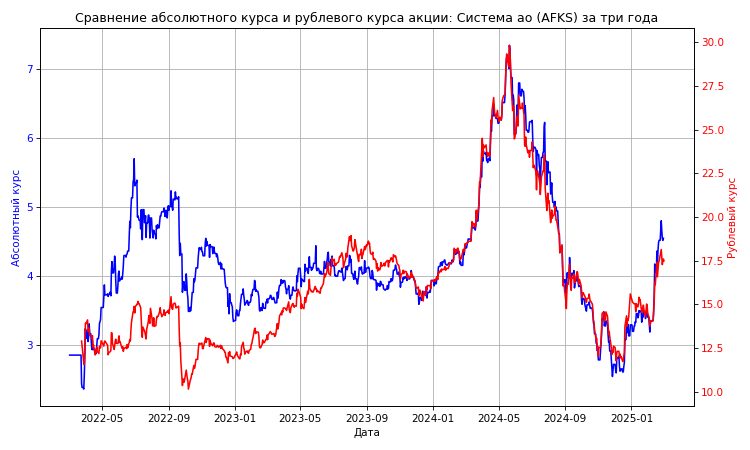 Сравнение абсолютного курса и рублевого курса акции: Система ао (AFKS) за три года
Абсолютный курс
7
6
5
4
3
30.0
27.5
25.0
22.5
20.0
17.5
15.0
12.5
10.0
Рублевый курс
2022-05 2022-09 2023-01 2023-05 2023-09 2024-01 2024-05 2024-09 2025-01
Дата